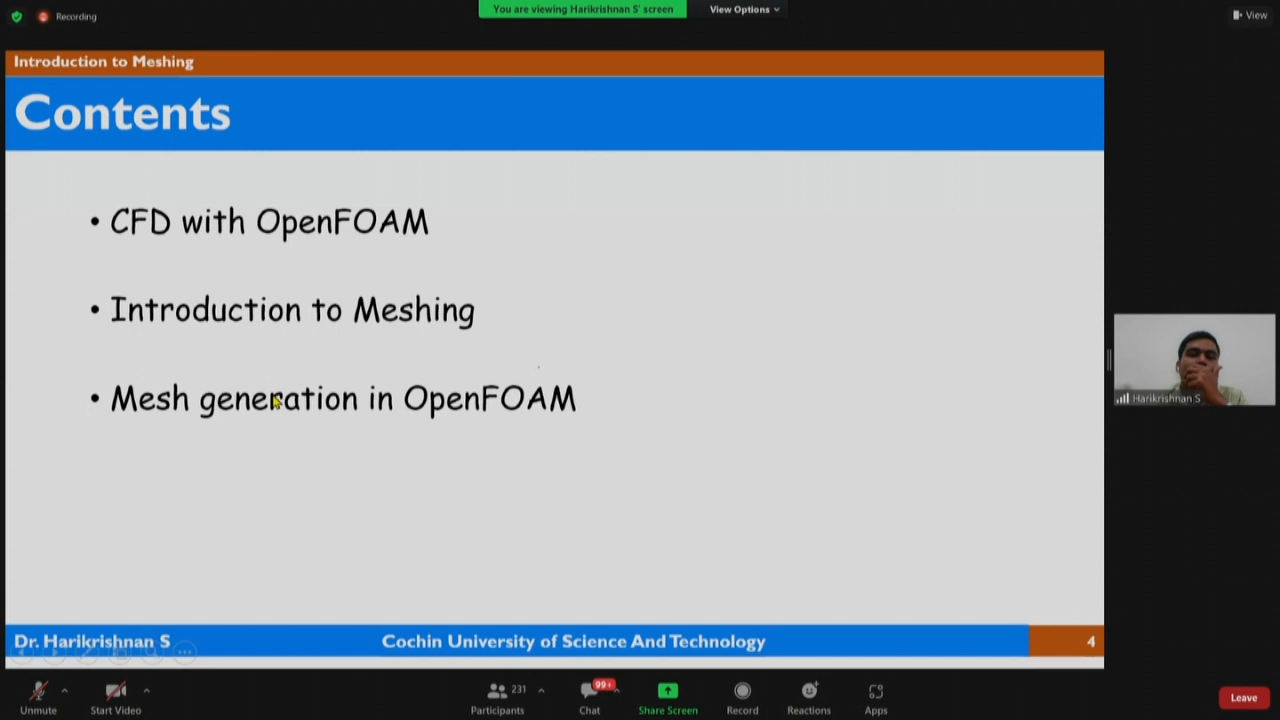 Recording
You are viewing Harikrishnan S' screen
View Options
View
Introduction to Meshing
Contents
• CFD with OpenFOAM
• Introduction to Meshing
• Mesh generation in OpenFOAM
Harikrishnan S
Dr. Harikrishnan S
Cochin University of Science And Technology
4
Unmute
Start Video
231
Participants
99+
Chat
Share Screen
Record
Reactions
Apps
Leave